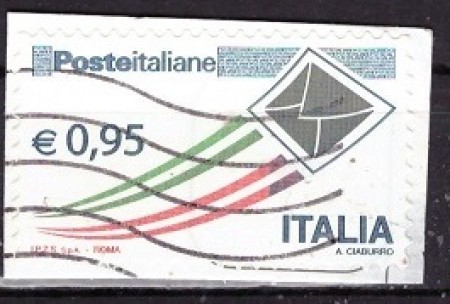 Posteitaliane
€ 0,95
ITALIA
A. CIABURRO
I.P.Z.S. S.p.A. - ROMA